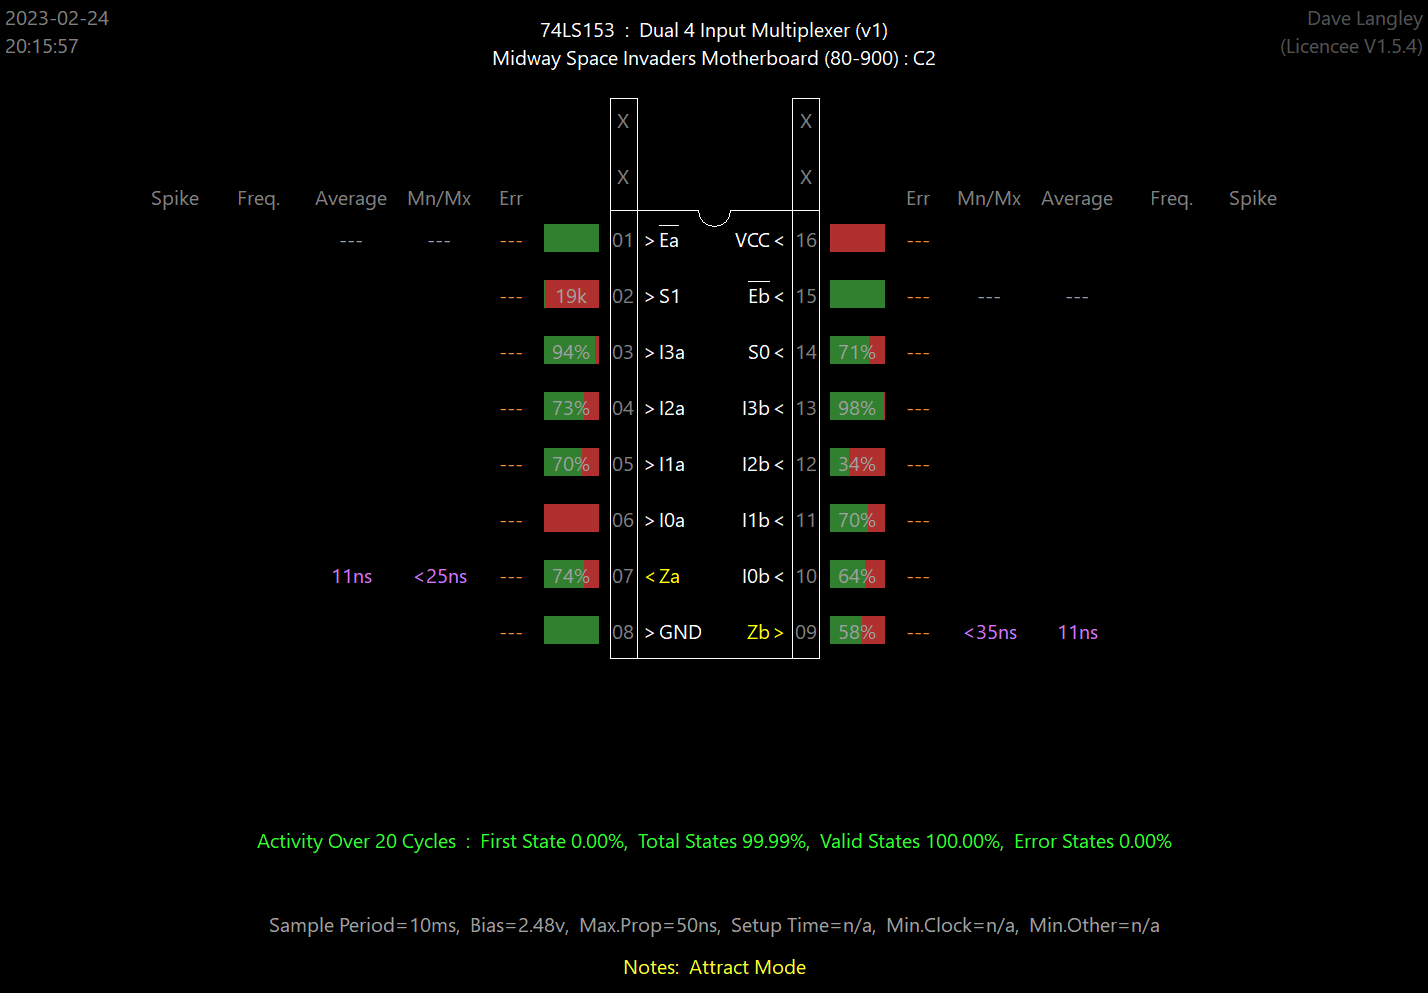 2023-02-24
20:15:57
74LS153 : Dual 4 Input Multiplexer (v1)
Midway Space Invaders Motherboard (80-900) : C2
Dave Langley
(Licencee V1.5.4)
X X
X X
Spike Freq. Average Mn/Mx Err Err Mn/Mx Average Freq. Spike
--- --- --- 01 > Ea VCC < 16 ---
--- 19k 02 > S1 Eb < 15 --- --- ---
--- 94% 03 > I3a S0 < 14 71% ---
--- 73% 04 > I2a I3b < 13 98% ---
--- 70% 05 > I1a I2b < 12 34% ---
--- 06 > I0a I1b < 11 70% ---
11ns <25ns --- 74% 07 < Za I0b < 10 64% ---
--- 08 > GND Zb > 09 58% --- <35ns 11ns
Activity Over 20 Cycles : First State 0.00%, Total States 99.99%, Valid States 100.00%, Error States 0.00%
Sample Period=10ms, Bias=2.48v, Max.Prop=50ns, Setup Time=n/a, Min.Clock=n/a, Min.Other=n/a
Notes: Attract Mode